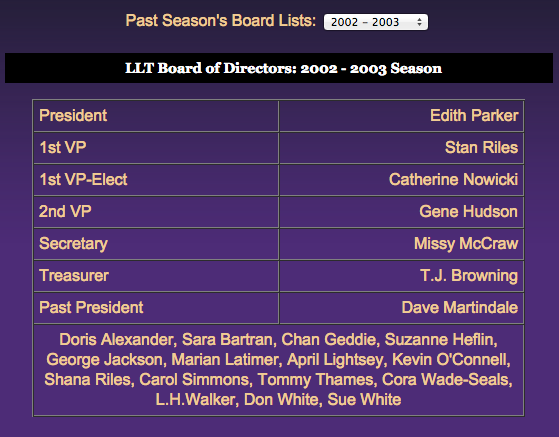 Past Season's Board Lists: 2002 - 2003
LLT Board of Directors: 2002 - 2003 Season
President Edith Parker
1st VP Stan Riles
1st VP-Elect Catherine Nowicki
2nd VP Gene Hudson
Secretary Missy McCraw
Treasurer T.J. Browning
Past President Dave Martindale
Doris Alexander, Sara Bartran, Chan Geddie, Suzanne Heflin,
George Jackson, Marian Latimer, April Lightsey, Kevin O'Connell,
Shana Riles, Carol Simmons, Tommy Thames, Cora Wade-Seals,
L.H.Walker, Don White, Sue White